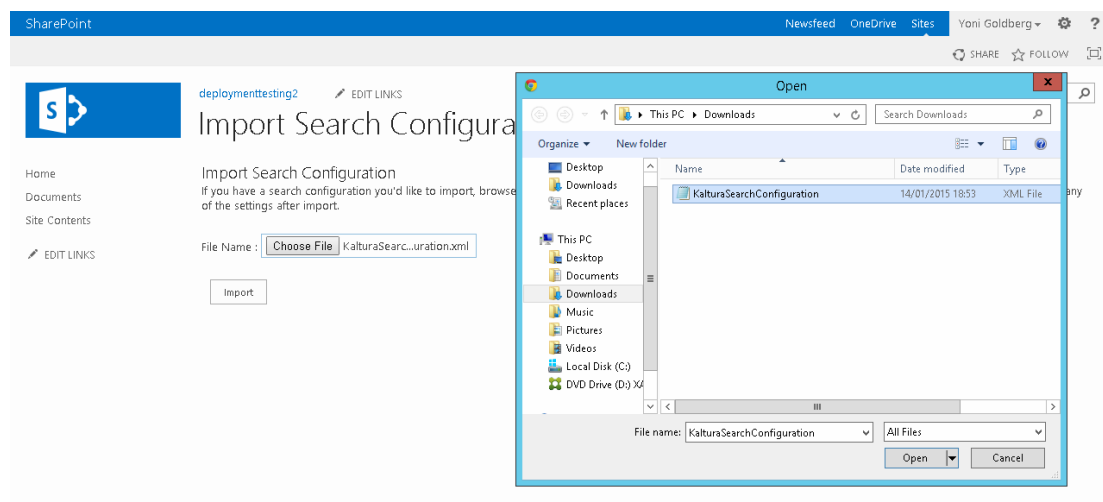 SharePoint Newsfeed OneDrive Sites Yoni Goldberg ?
SHARE FOLLOW
S
deploymenttesting2 EDIT LINKS
Import Search Configura
Home
Documents
Site Contents
EDIT LINKS
Import Search Configuration
If you have a search configuration you'd like to import, browse any
of the settings after import.
File Name : Choose File KalturaSearc...uration.xml
Import
Open x
This PC Downloads Search Downloads
Organize New folder ?
Desktop
Downloads
Recent places
This PC
Desktop
Documents
Downloads
Music
Pictures
Videos
Local Disk (C:)
DVD Drive (D:) XA
Name Date modified Type
KalturaSearchConfiguration 14/01/2015 18:53 XML File
File name: KalturaSearchConfiguration All Files
Open Cancel